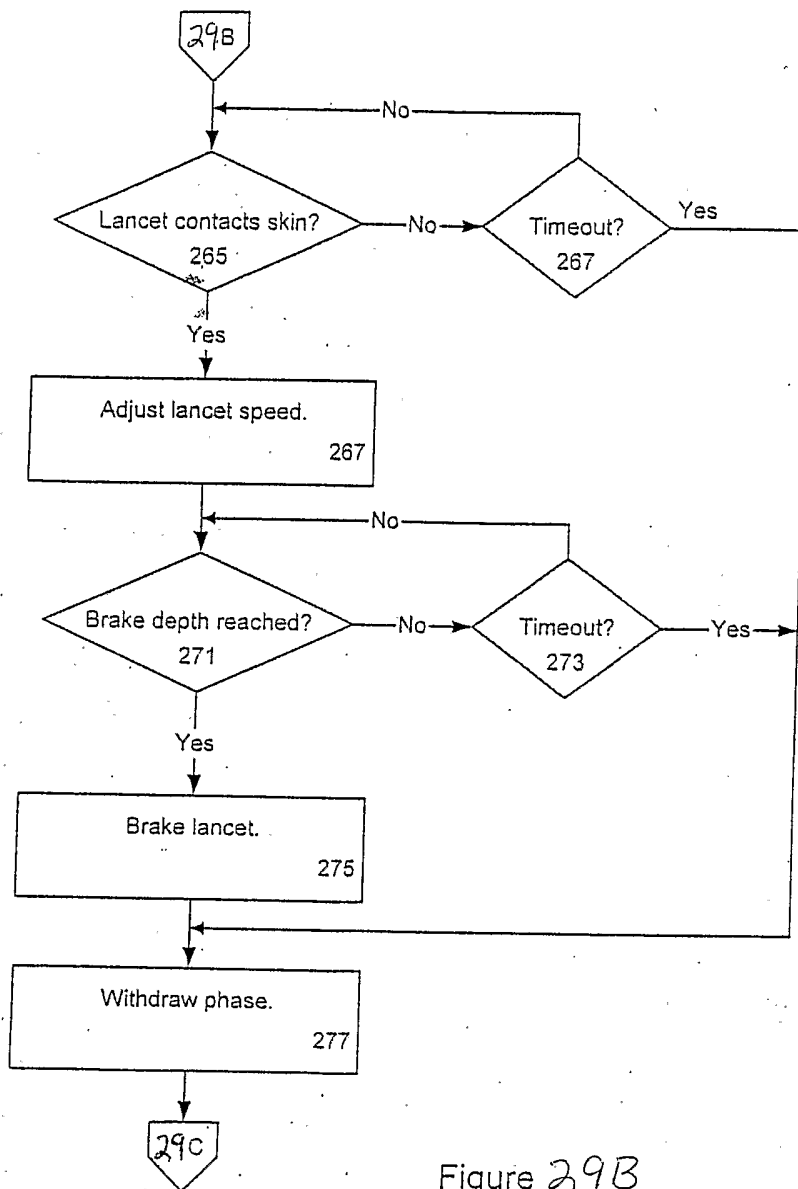 29B
No
Lancet contacts skin?
265
No
Timeout?
267
Yes
Yes
Adjust lancet speed.
267
No
Brake depth reached?
271
No
Timeout?
273
Yes
Yes
Brake lancet.
275
Withdraw phase.
277
29C
Figure 29B